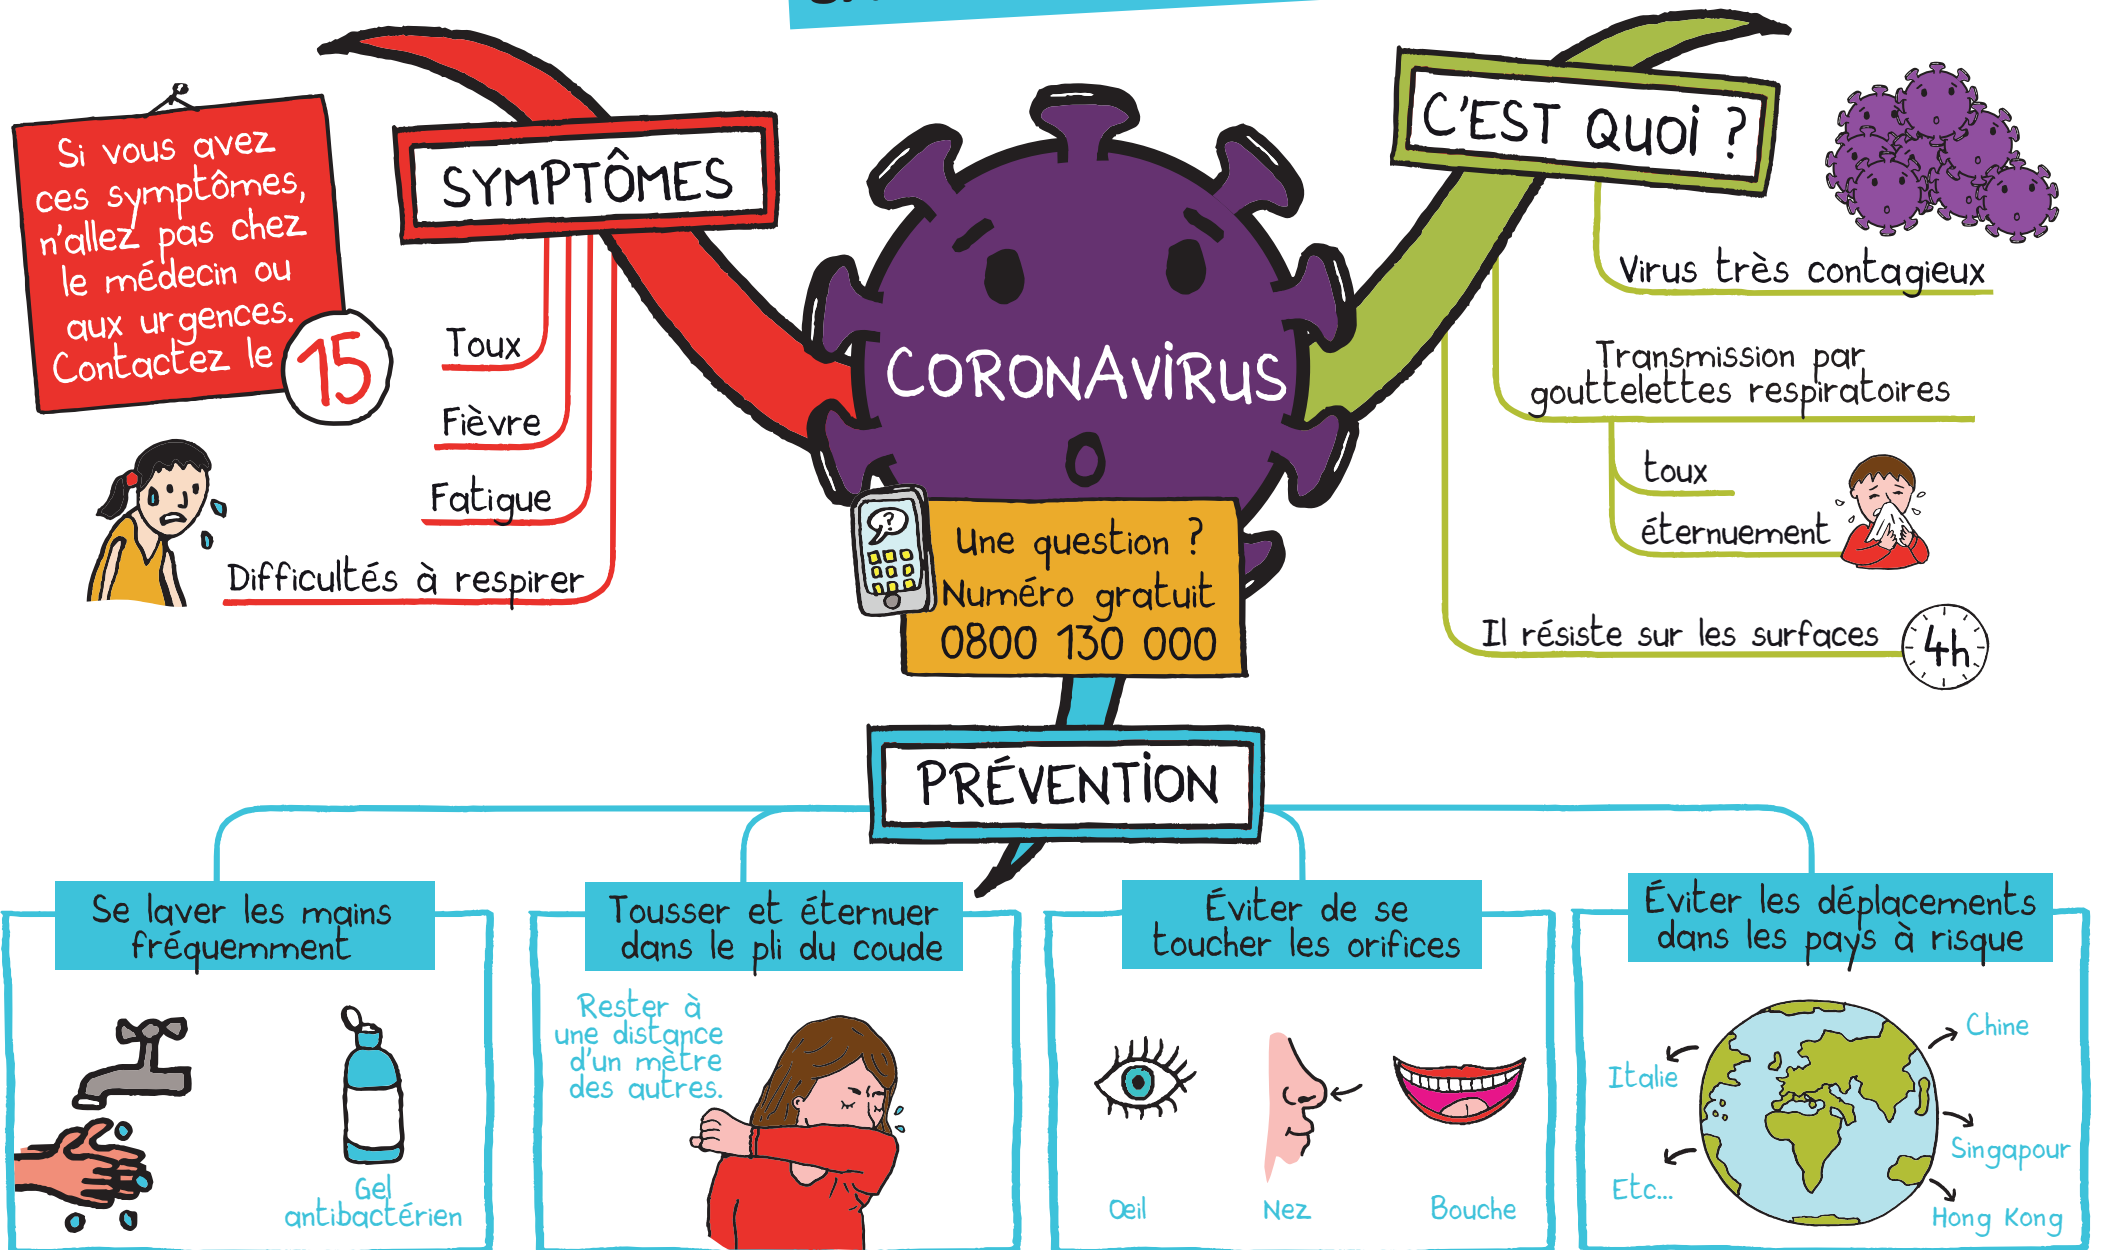 Si vous avez
ces symptômes,
n'allez pas chez
le médecin ou
aux urgences.
Contactez le
15
SYMPTÔMES
Toux
Fièvre
Fatigue
Difficultés à respirer
CORONAVIRUS
?
Une question ?
Numéro gratuit
0800 130 000
C'EST QUOI ?
Virus très contagieux
Transmission par
gouttelettes respiratoires
toux
éternuement
Il résiste sur les surfaces
4h
PRÉVENTION
Se laver les mains
fréquemment
Gel
antibactérien
Tousser et éternuer
dans le pli du coude
Rester à
une distance
d'un mètre
des autres.
Éviter de se
toucher les orifices
Œil
Nez
Bouche
Éviter les déplacements
dans les pays à risque
Chine
Italie
Singapour
Etc...
Hong Kong